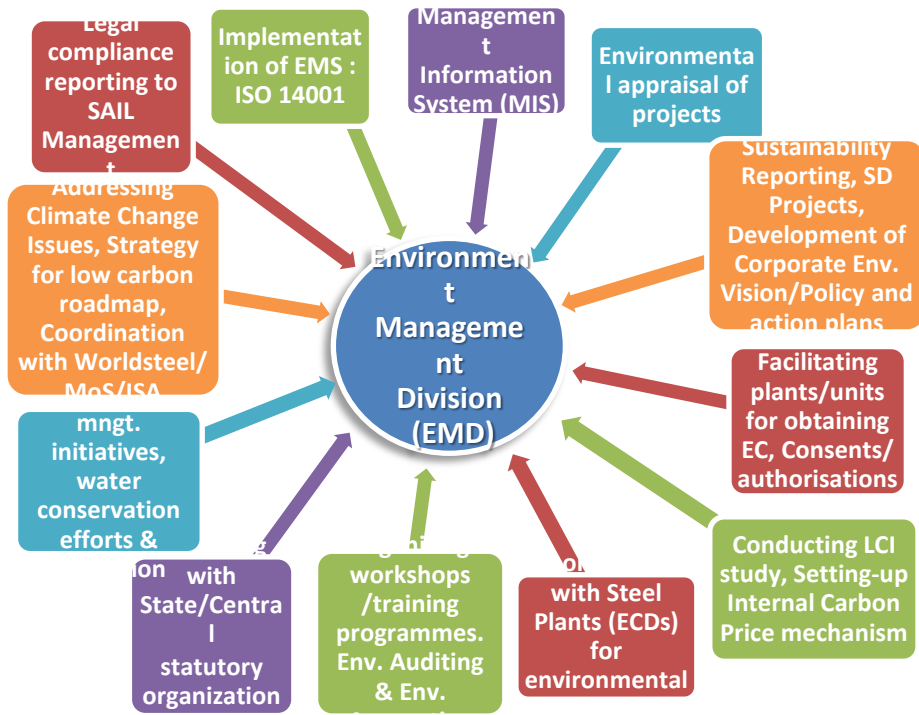 Legal
compliance
reporting to
SAIL
Managemen
t
Implementat
ion of EMS :
ISO 14001
Managemen
t
Information
System (MIS)
Environmenta
l appraisal of
projects
Sustainability
Reporting, SD
Projects,
Development of
Corporate Env.
Vision/Policy and
action plans
Facilitating
plants/units
for obtaining
EC, Consents/
authorisations
Conducting LCI
study, Setting-up
Internal Carbon
Price mechanism
with Steel
Plants (ECDs)
for
environmental
workshops
/training
programmes.
Env. Auditing
& Env.
with
State/Centra
l
statutory
organization
mngt.
initiatives,
water
conservation
efforts &
Addressing
Climate Change
Issues, Strategy
for low carbon
roadmap,
Coordination
with Worldsteel/
MoS/ISA
Environmen
t
Manageme
nt
Division
(EMD)